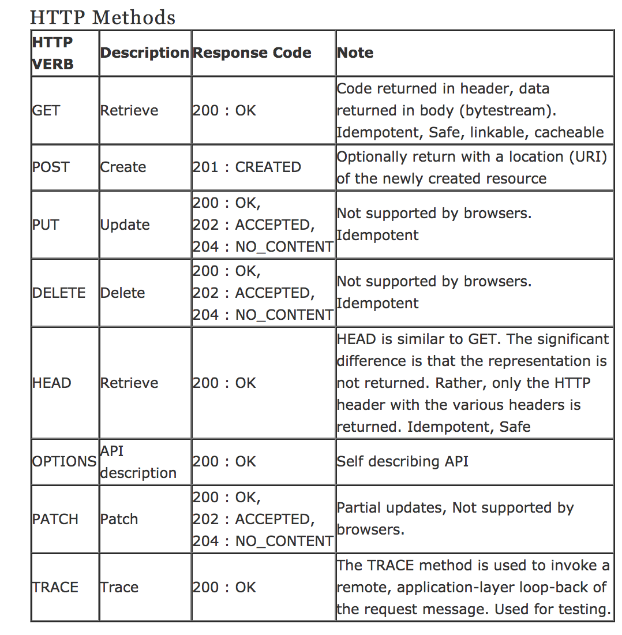 HTTP Methods
HTTP VERB | Description | Response Code | Note
GET | Retrieve | 200 : OK | Code returned in header, data returned in body (bytestream). Idempotent, Safe, linkable, cacheable
POST | Create | 201 : CREATED | Optionally return with a location (URI) of the newly created resource
PUT | Update | 200 : OK, 202 : ACCEPTED, 204 : NO_CONTENT | Not supported by browsers. Idempotent
DELETE | Delete | 200 : OK, 202 : ACCEPTED, 204 : NO_CONTENT | Not supported by browsers. Idempotent
HEAD | Retrieve | 200 : OK | HEAD is similar to GET. The significant difference is that the representation is not returned. Rather, only the HTTP header with the various headers is returned. Idempotent, Safe
OPTIONS | API description | 200 : OK | Self describing API
PATCH | Patch | 200 : OK, 202 : ACCEPTED, 204 : NO_CONTENT | Partial updates, Not supported by browsers.
TRACE | Trace | 200 : OK | The TRACE method is used to invoke a remote, application-layer loop-back of the request message. Used for testing.